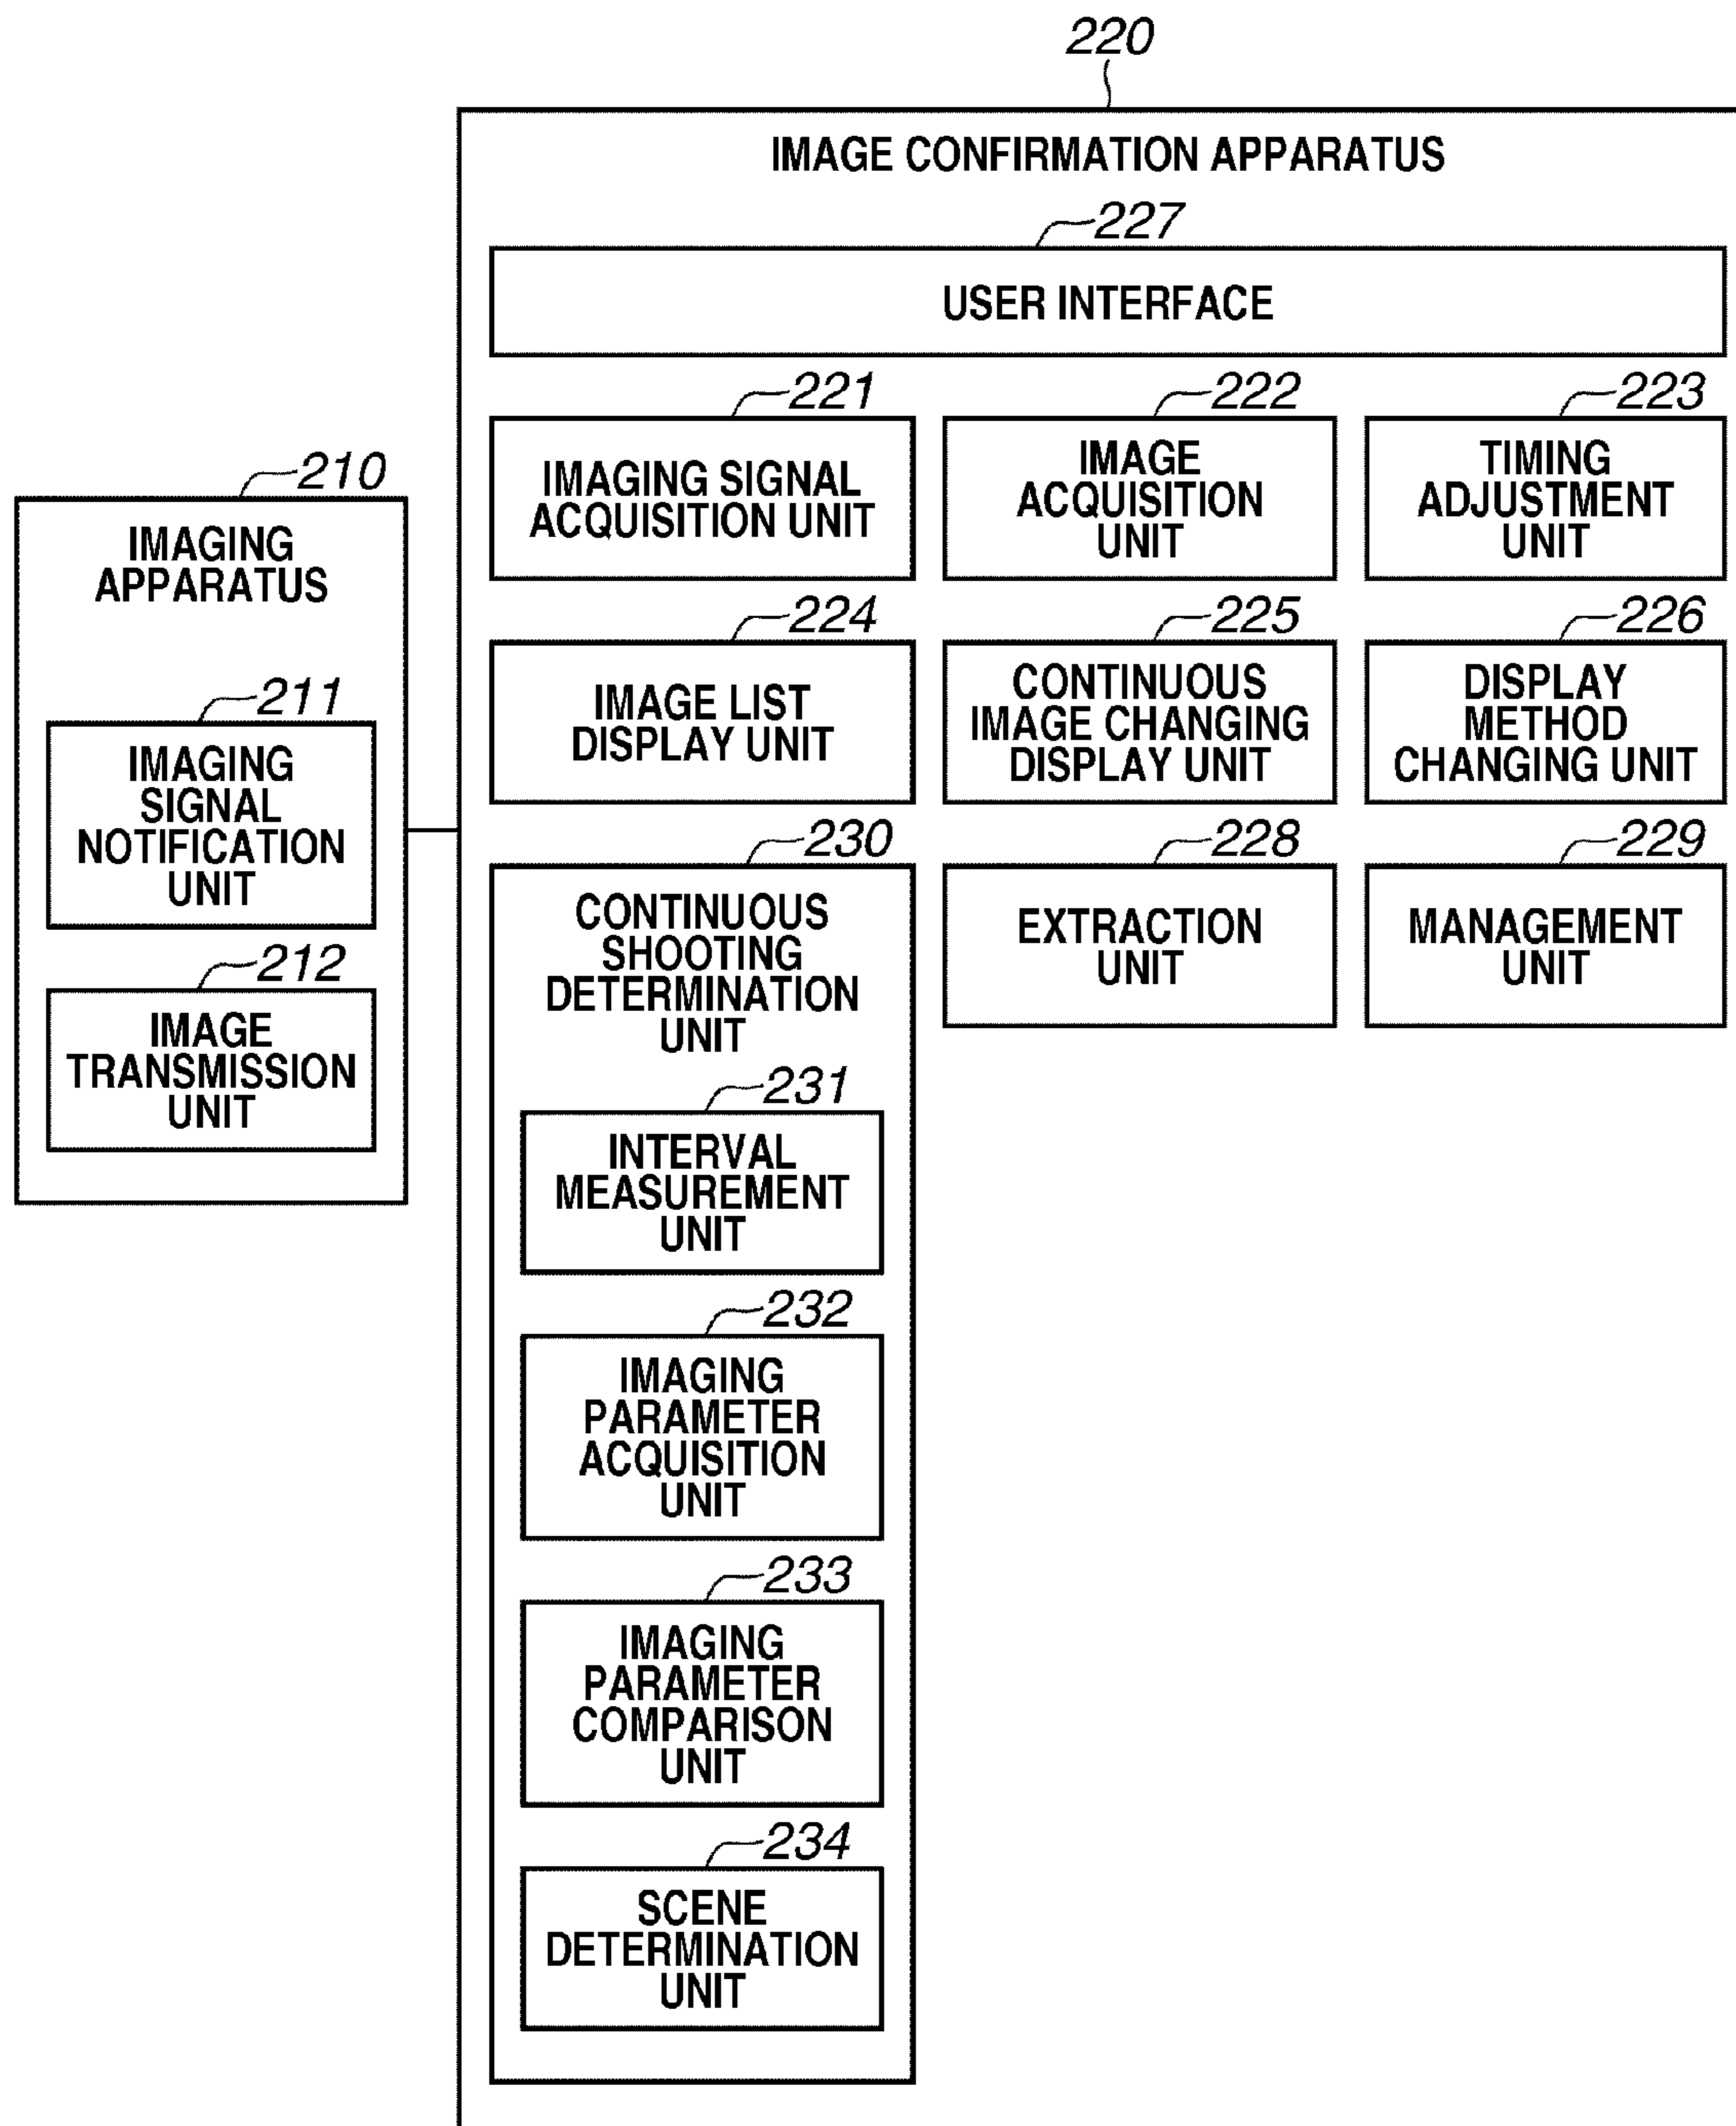 220
IMAGE CONFIRMATION APPARATUS
227
USER INTERFACE
221
IMAGING SIGNAL
ACQUISITION UNIT
222
IMAGE
ACQUISITION
UNIT
223
TIMING
ADJUSTMENT
UNIT
210
IMAGING
APPARATUS
211
IMAGING
SIGNAL
NOTIFICATION
UNIT
212
IMAGE
TRANSMISSION
UNIT
224
IMAGE LIST
DISPLAY UNIT
225
CONTINUOUS
IMAGE CHANGING
DISPLAY UNIT
226
DISPLAY
METHOD
CHANGING UNIT
230
CONTINUOUS
SHOOTING
DETERMINATION
UNIT
228
EXTRACTION
UNIT
229
MANAGEMENT
UNIT
231
INTERVAL
MEASUREMENT
UNIT
232
IMAGING
PARAMETER
ACQUISITION
UNIT
233
IMAGING
PARAMETER
COMPARISON
UNIT
234
SCENE
DETERMINATION
UNIT